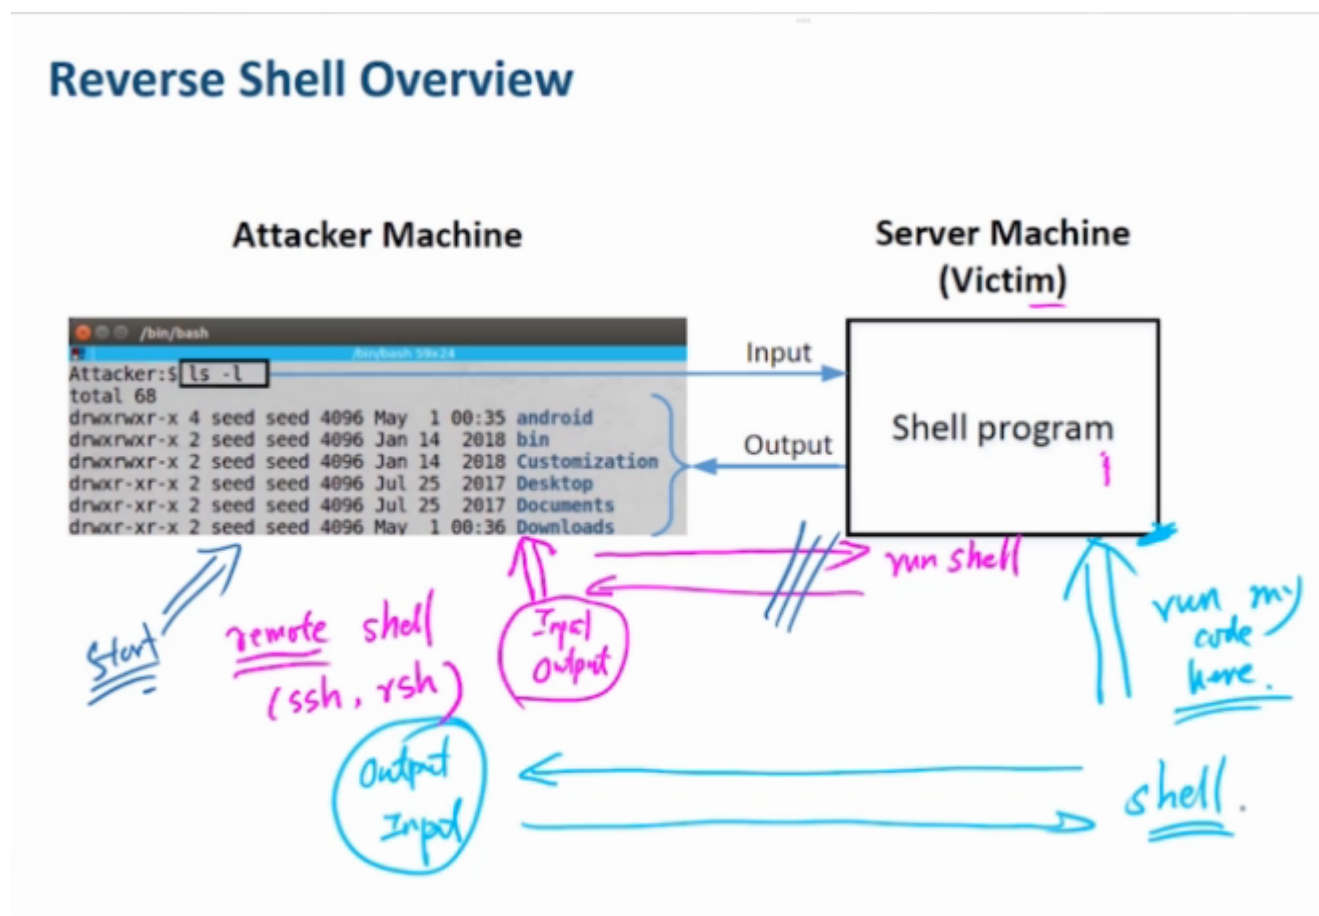 Reverse Shell Overview
Attacker Machine
Server Machine
(Victim)
/bin/bash
/bin/bash 59x24
Attacker:$ ls -l
total 68
drwxrwxr-x 4 seed seed 4096 May  1 00:35 android
drwxrwxr-x 2 seed seed 4096 Jan 14  2018 bin
drwxrwxr-x 2 seed seed 4096 Jan 14  2018 Customization
drwxr-xr-x 2 seed seed 4096 Jul 25  2017 Desktop
drwxr-xr-x 2 seed seed 4096 Jul 25  2017 Documents
drwxr-xr-x 2 seed seed 4096 May  1 00:36 Downloads
Input
Output
Shell program
run shell
Start
remote shell
(ssh, rsh)
Input
Output
run my
code
here.
Output
Input
shell.